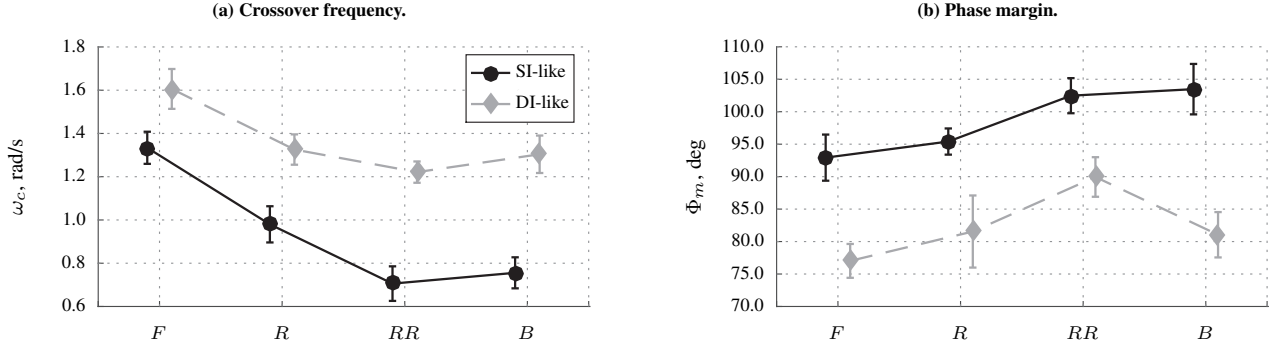 (a) Crossover frequency.
ω_c, rad/s
1.8
1.6
1.4
1.2
1.0
0.8
0.6
F R RR B
SI-like
DI-like
(b) Phase margin.
Φ_m, deg
110.0
105.0
100.0
95.0
90.0
85.0
80.0
75.0
70.0
F R RR B